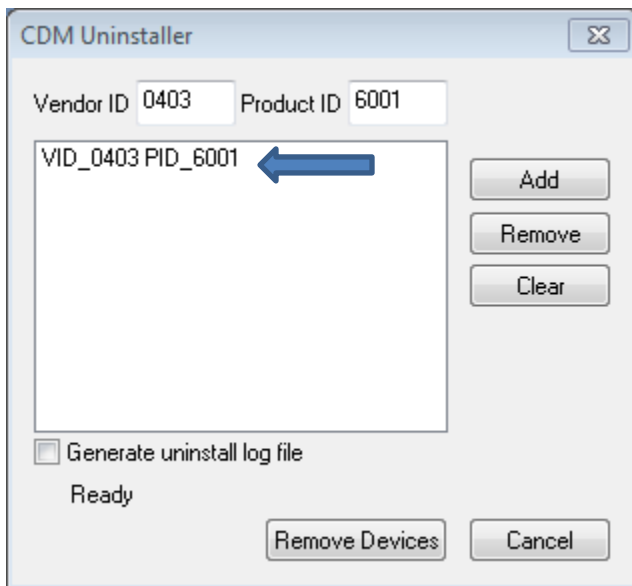 CDM Uninstaller
Vendor ID 0403 Product ID 6001
VID_0403 PID_6001
Add
Remove
Clear
Generate uninstall log file
Ready
Remove Devices Cancel